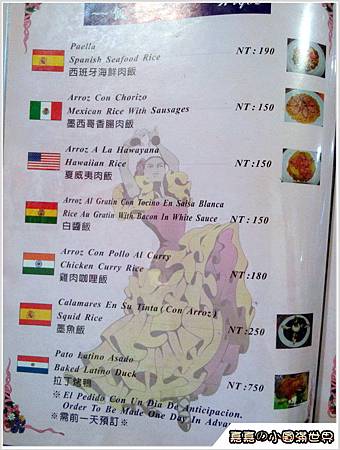 Paella
Spanish Seafood Rice NT : 190
西班牙海鮮肉飯
Arroz Con Chorizo
Mexican Rice With Sausages NT : 150
墨西哥香腸肉飯
Arroz A La Hawayana
Hawaiian Rice NT : 150
夏威夷肉飯
Arroz Al Gratin Con Tocino En Salsa Blanca
Rice Au Gratin With Bacon In White Sauce NT : 150
白醬飯
Arroz Con Pollo Al Curry
Chicken Curry Rice NT :180
雞肉咖哩飯
Calamares En Su Tinta (Con Arroz)
Squid Rice NT :250
墨魚飯
Pato Latino Asado
Baked Latino Duck NT : 750
拉丁烤鴨
※ El Pedido Con Un Dia De Anticipacion.
Order To Be Made One Day In Advan
※需前一天預訂※
嘉嘉の小窩滿世界